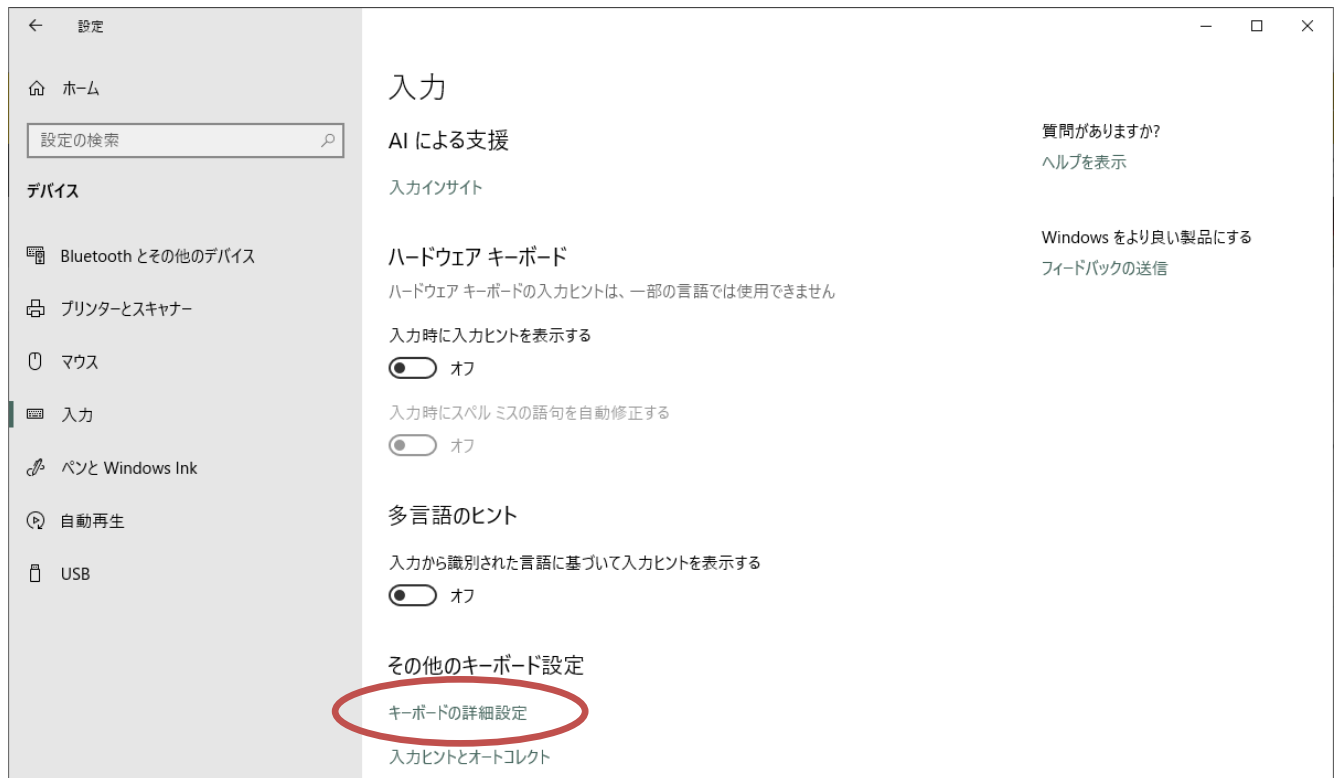 設定
ホーム
設定の検索
デバイス
Bluetooth とその他のデバイス
プリンターとスキャナー
マウス
入力
ペンと Windows Ink
自動再生
USB
入力
AI による支援
入力インサイト
ハードウェア キーボード
ハードウェア キーボードの入力ヒントは、一部の言語では使用できません
入力時に入力ヒントを表示する
オフ
入力時にスペル ミスの語句を自動修正する
オフ
多言語のヒント
入力から識別された言語に基づいて入力ヒントを表示する
オフ
その他のキーボード設定
キーボードの詳細設定
入力ヒントとオートコレクト
質問がありますか?
ヘルプを表示
Windows をより良い製品にする
フィードバックの送信